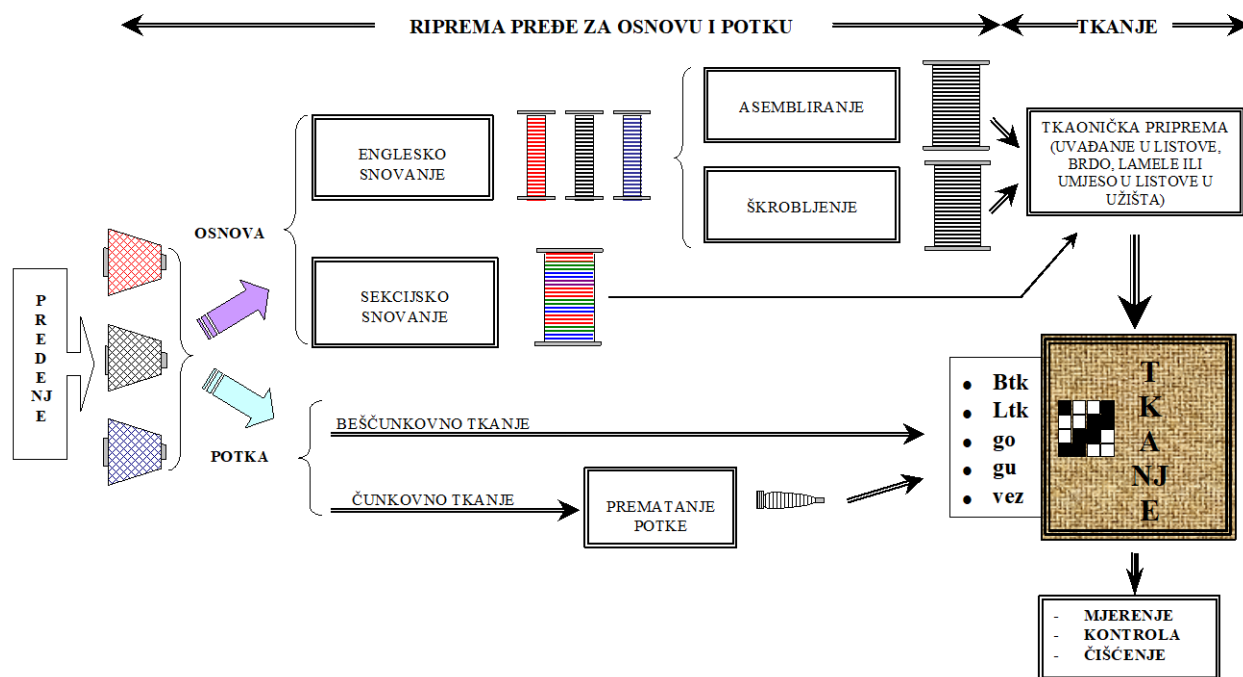 RIPREMA PREĐE ZA OSNOVU I POTKU
TKANJE
PREDENJE
OSNOVA
ENGLESKO
SNOVANJE
SEKCIJSKO
SNOVANJE
ASEMBLIRANJE
ŠKROBLJENJE
TKAONIČKA PRIPREMA
(UVAĐANJE U LISTOVE,
BRDO, LAMELE ILI
UMJESO U LISTOVE U
UŽIŠTA)
POTKA
BEŠČUNKOVNO TKANJE
ČUNKOVNO TKANJE
PREMATANJE
POTKE
• Btk
• Ltk
• go
• gu
• vez
TKANJE
- MJERENJE
- KONTROLA
- ČIŠĆENJE